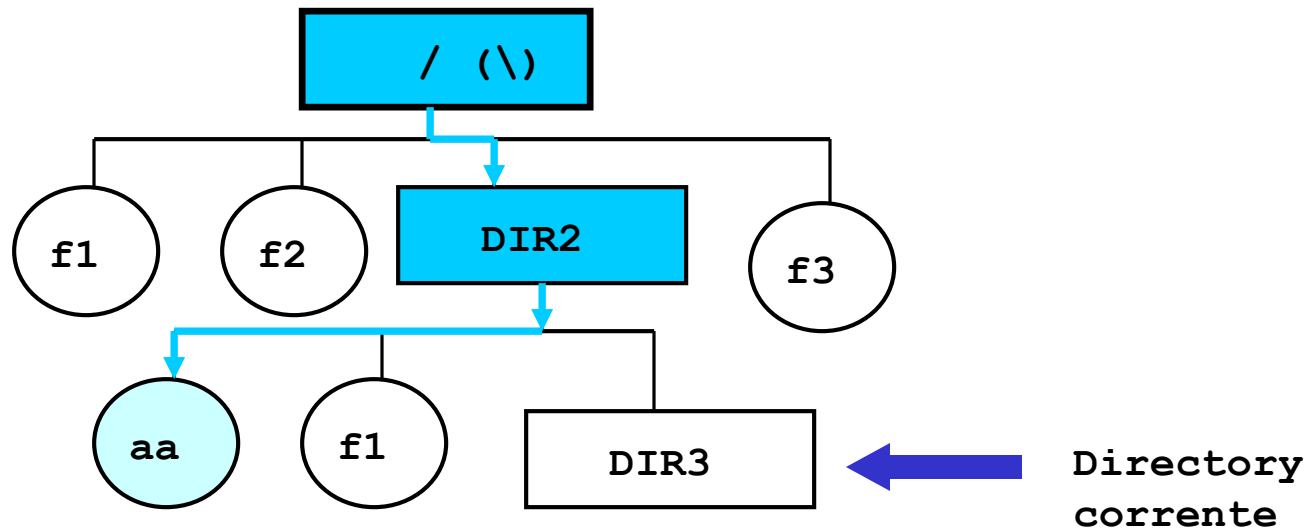 / (\)
f1
f2
DIR2
f3
aa
f1
DIR3
Directory
corrente